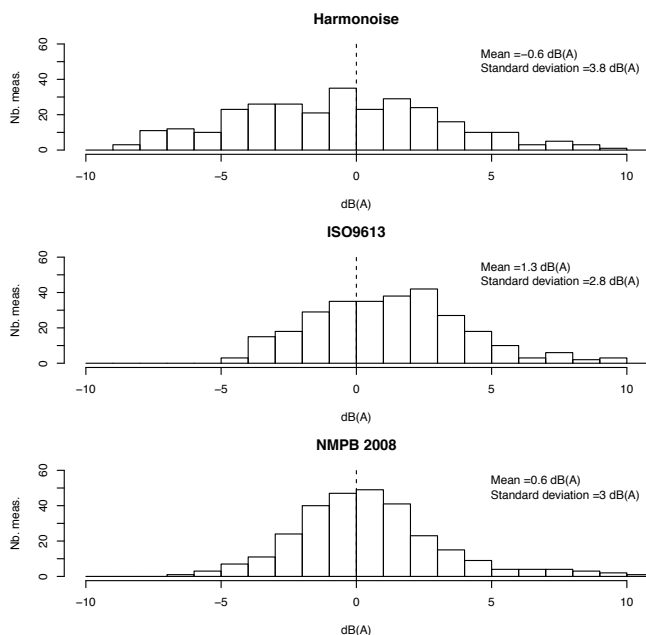 Harmonoise
Nb. meas.
60
40
20
0
Mean =−0.6 dB(A)
Standard deviation =3.8 dB(A)
−10 −5 0 5 10
dB(A)
ISO9613
Nb. meas.
60
40
20
0
Mean =1.3 dB(A)
Standard deviation =2.8 dB(A)
−10 −5 0 5 10
dB(A)
NMPB 2008
Nb. meas.
60
40
20
0
Mean =0.6 dB(A)
Standard deviation =3 dB(A)
−10 −5 0 5 10
dB(A)